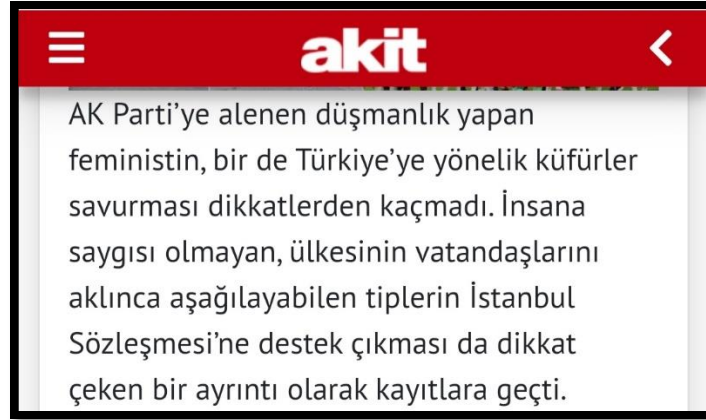 akit
AK Parti’ye alenen düşmanlık yapan
feministin, bir de Türkiye’ye yönelik küfürler
savurması dikkatlerden kaçmadı. İnsana
saygısı olmayan, ülkesinin vatandaşlarını
aklınca aşağılayabilen tiplerin İstanbul
Sözleşmesi’ne destek çıkması da dikkat
çeken bir ayrıntı olarak kayıtlara geçti.